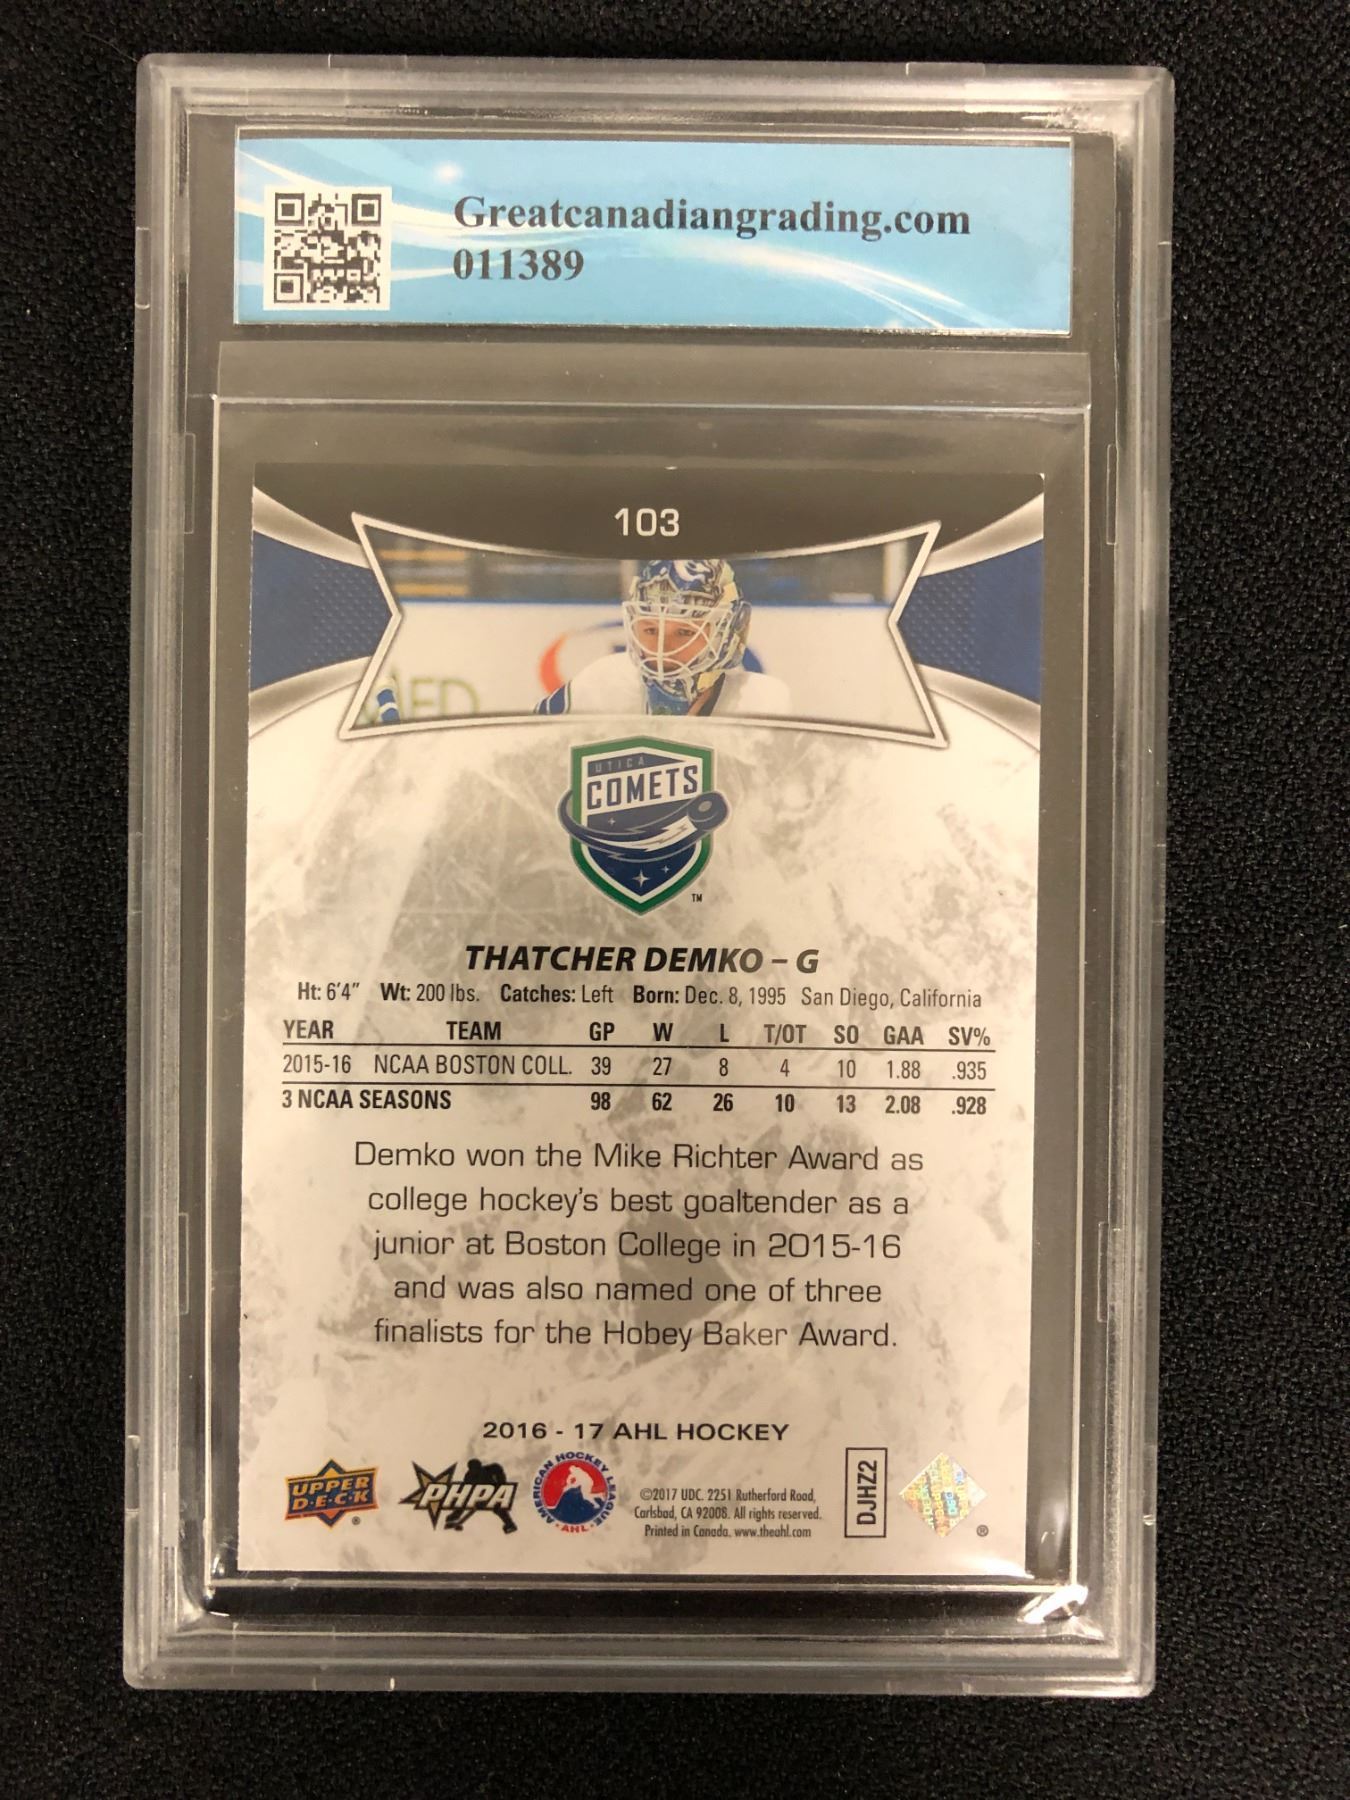 Greatcanadiangrading.com
011389
103
UTICA
COMETS
TM
THATCHER DEMKO – G
Ht: 6'4" Wt: 200 lbs. Catches: Left Born: Dec. 8, 1995 San Diego, California
YEAR TEAM GP W L T/OT SO GAA SV%
2015-16 NCAA BOSTON COLL. 39 27 8 4 10 1.88 .935
3 NCAA SEASONS 98 62 26 10 13 2.08 .928
Demko won the Mike Richter Award as
college hockey's best goaltender as a
junior at Boston College in 2015-16
and was also named one of three
finalists for the Hobey Baker Award.
2016 - 17 AHL HOCKEY
UPPER
D·E·C·K
®
PHPA
AMERICAN HOCKEY LEAGUE
·AHL·
©2017 UDC. 2251 Rutherford Road,
Carlsbad, CA 92008. All rights reserved.
Printed in Canada. www.theahl.com
DJHZ2
®